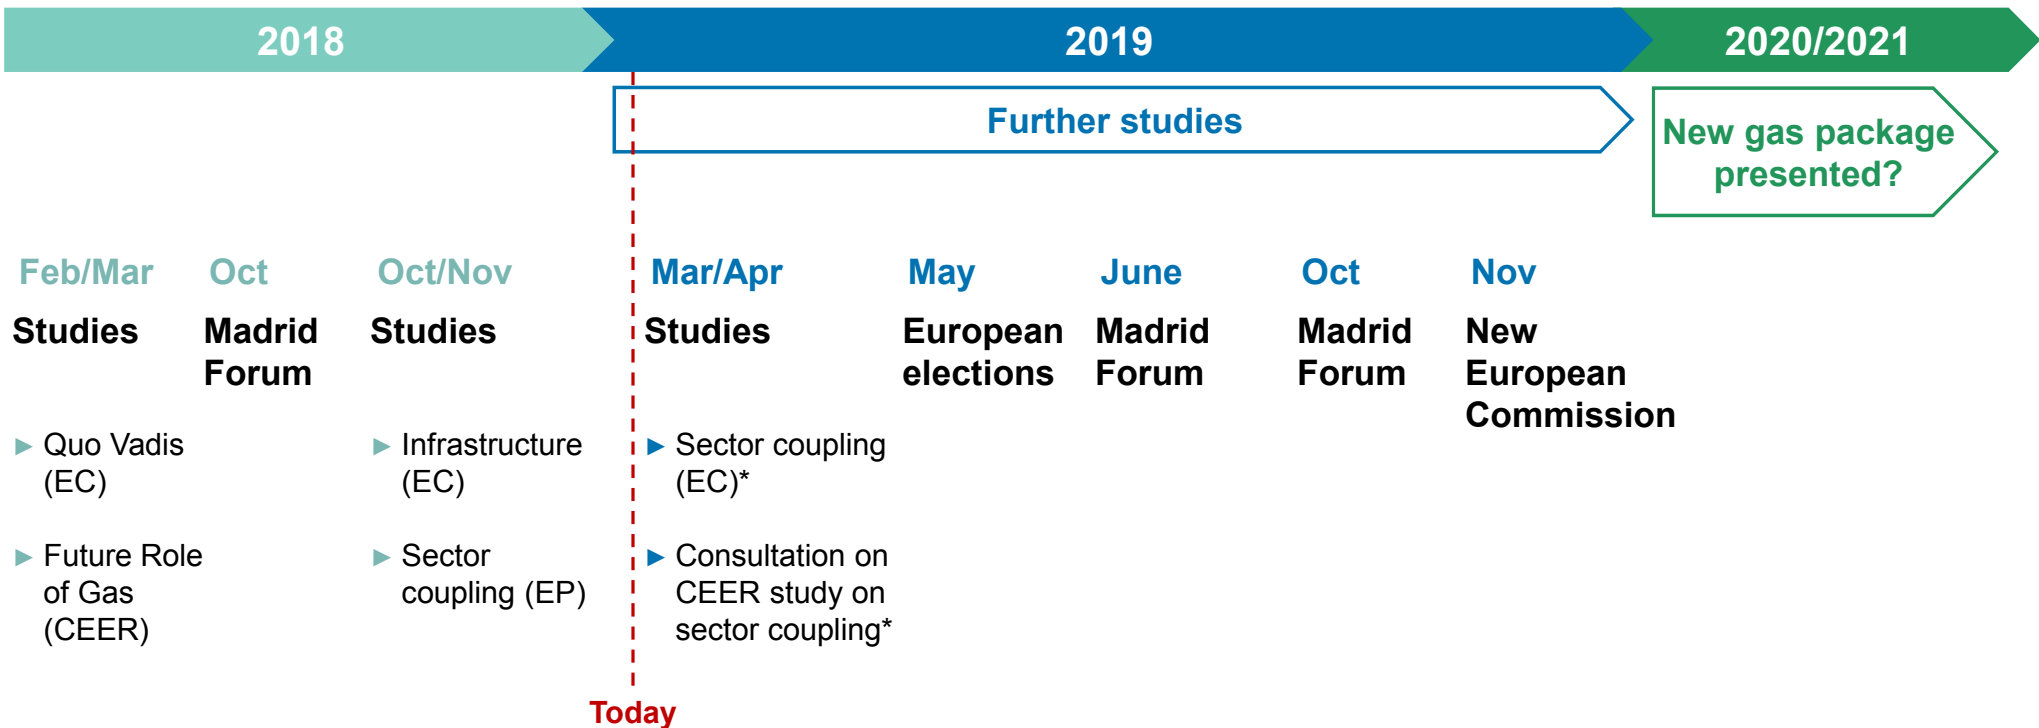 2018
2019
2020/2021
Further studies
New gas package
presented?
Feb/Mar
Studies
► Quo Vadis
(EC)
► Future Role
of Gas
(CEER)
Oct
Madrid
Forum
Oct/Nov
Studies
► Infrastructure
(EC)
► Sector
coupling (EP)
Mar/Apr
Studies
► Sector coupling
(EC)*
► Consultation on
CEER study on
sector coupling*
May
European
elections
June
Madrid
Forum
Oct
Madrid
Forum
Nov
New
European
Commission
Today